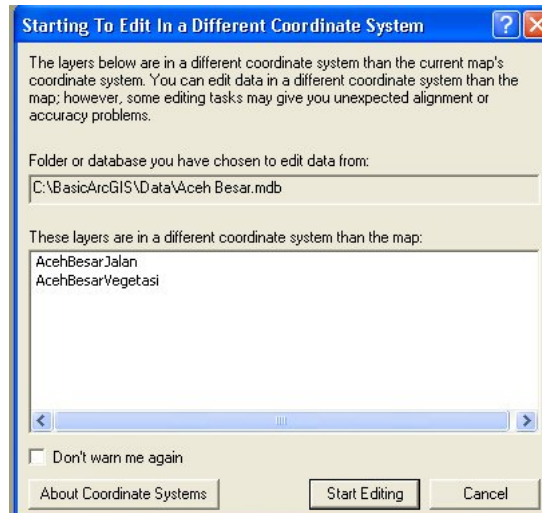 Starting To Edit In a Different Coordinate System
The layers below are in a different coordinate system than the current map's
coordinate system. You can edit data in a different coordinate system than the
map; however, some editing tasks may give you unexpected alignment or
accuracy problems.
Folder or database you have chosen to edit data from:
C:\BasicArcGIS\Data\Aceh Besar.mdb
These layers are in a different coordinate system than the map:
AcehBesarJalan
AcehBesarVegetasi
Don't warn me again
About Coordinate Systems Start Editing Cancel